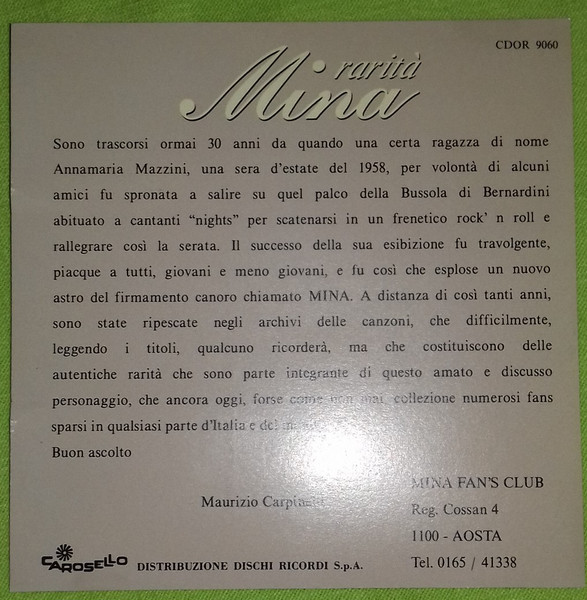 CDOR 9060
Mina rarità
Sono trascorsi ormai 30 anni da quando una certa ragazza di nome
Annamaria Mazzini, una sera d'estate del 1958, per volontà di alcuni
amici fu spronata a salire su quel palco della Bussola di Bernardini
abituato a cantanti “nights” per scatenarsi in un frenetico rock' n roll e
rallegrare così la serata. Il successo della sua esibizione fu travolgente,
piacque a tutti, giovani e meno giovani, e fu così che esplose un nuovo
astro del firmamento canoro chiamato MINA. A distanza di così tanti anni,
sono state ripescate negli archivi delle canzoni, che difficilmente,
leggendo i titoli, qualcuno ricorderà, ma che costituiscono delle
autentiche rarità che sono parte integrante di questo amato e discusso
personaggio, che ancora oggi, forse come non mai, collezione numerosi fans
sparsi in qualsiasi parte d'Italia e del
Buon ascolto
Maurizio
MINA FAN'S CLUB
Reg. Cossan 4
1100 - AOSTA
Tel. 0165 / 41338
CAROSELLO DISTRIBUZIONE DISCHI RICORDI S.p.A.